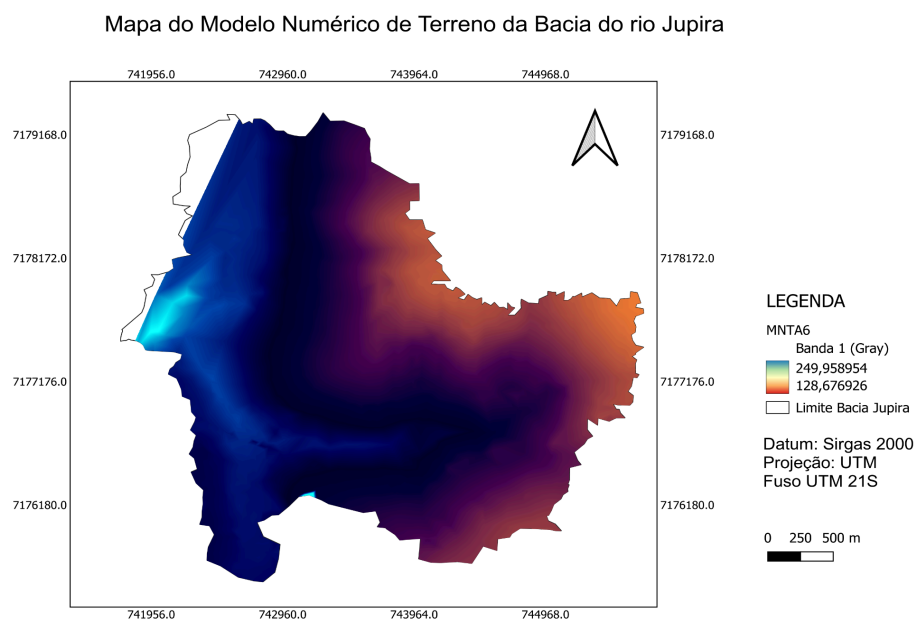 Mapa do Modelo Numérico de Terreno da Bacia do rio Jupira
741956.0 742960.0 743964.0 744968.0
7179168.0 7179168.0
7178172.0 7178172.0
7177176.0 7177176.0
7176180.0 7176180.0
741956.0 742960.0 743964.0 744968.0
LEGENDA
MNTA6
Banda 1 (Gray)
249,958954
128,676926
Limite Bacia Jupira
Datum: Sirgas 2000
Projeção: UTM
Fuso UTM 21S
0 250 500 m